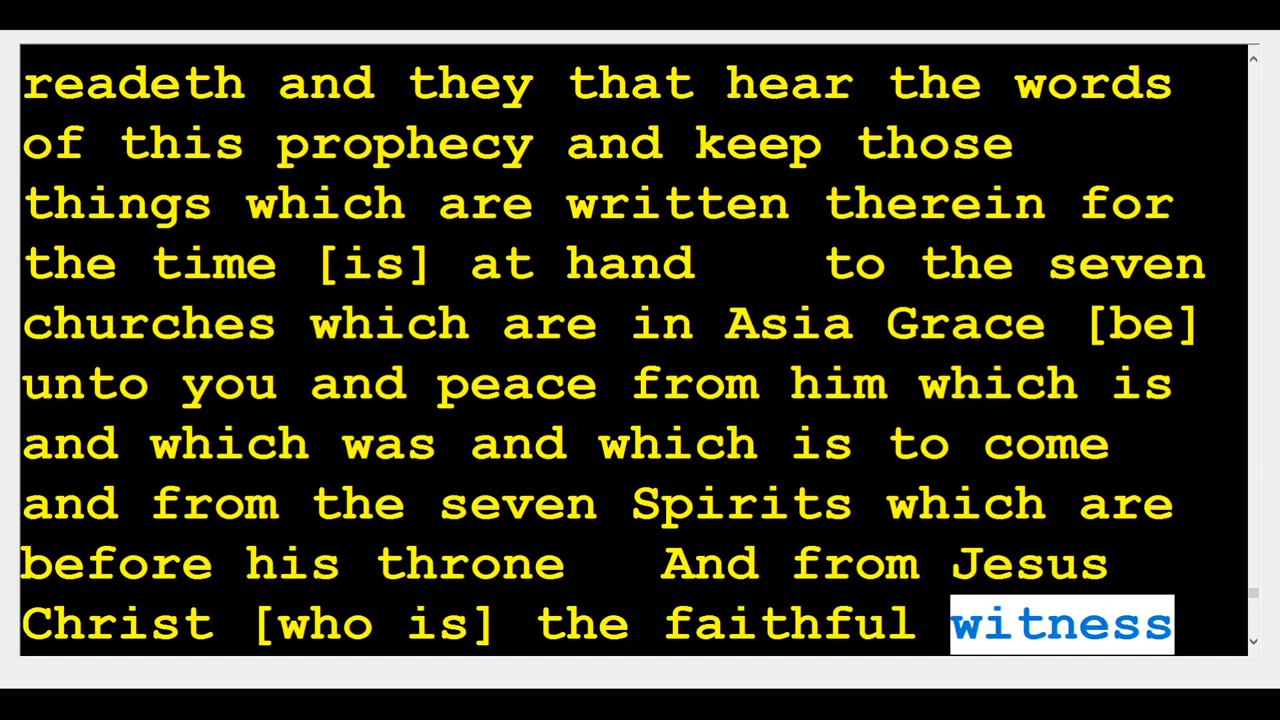 readeth and they that hear the words
of this prophecy and keep those
things which are written therein for
the time [is] at hand    to the seven
churches which are in Asia Grace [be]
unto you and peace from him which is
and which was and which is to come
and from the seven Spirits which are
before his throne   And from Jesus
Christ [who is] the faithful witness